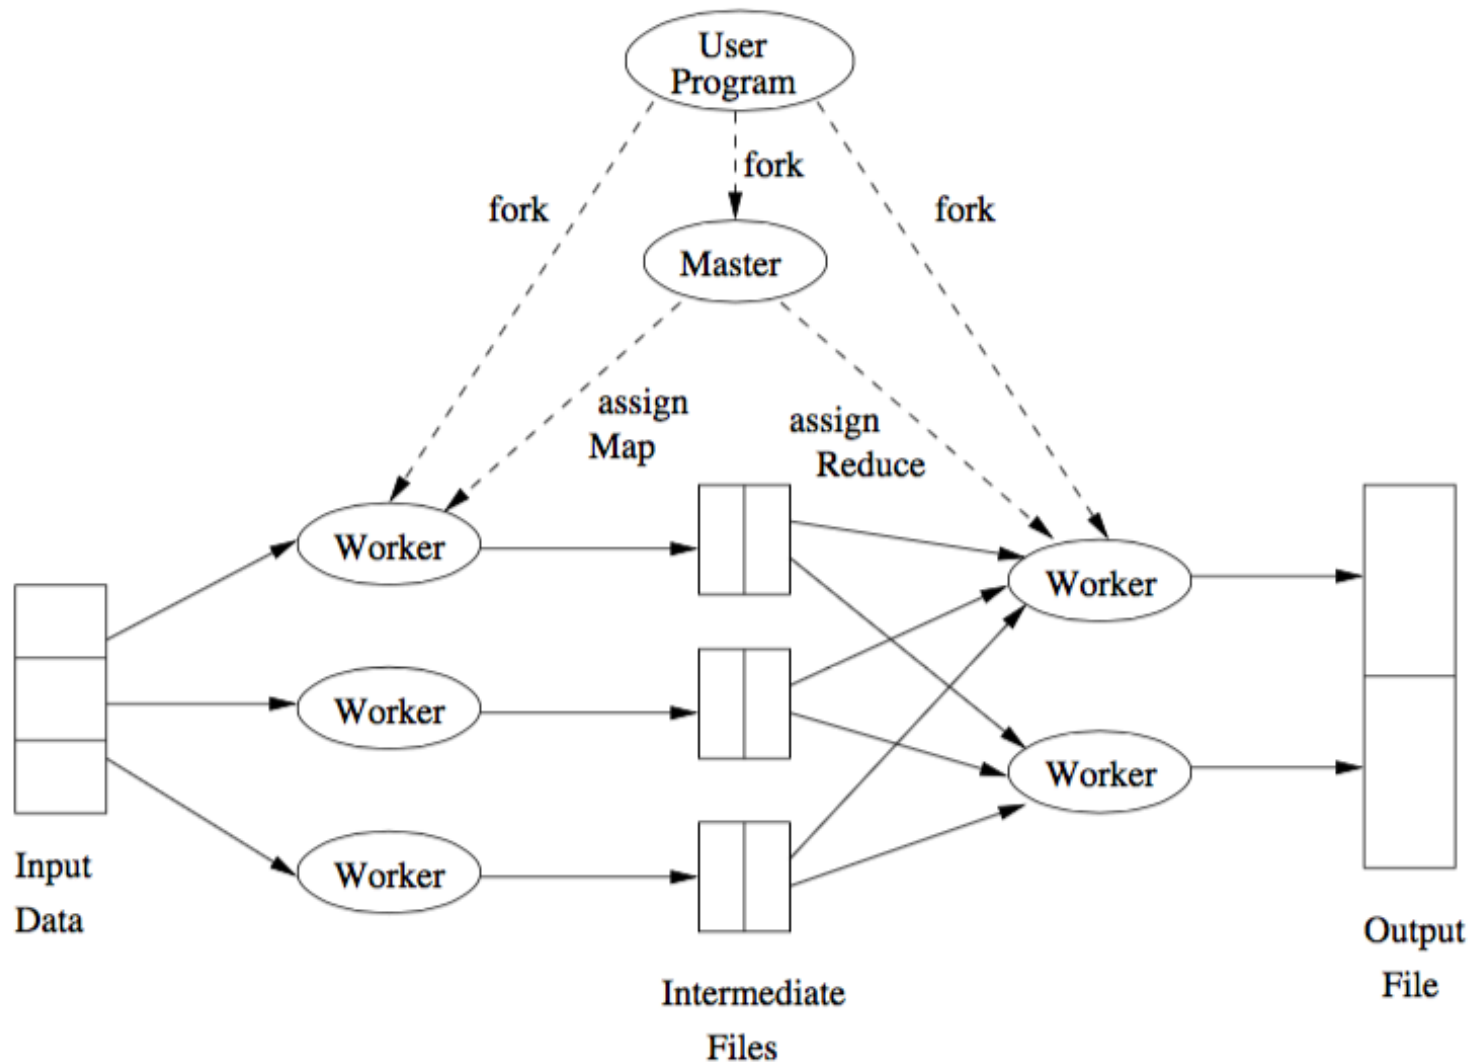 User
Program
fork
fork
fork
Master
assign
Map
assign
Reduce
Worker
Worker
Worker
Worker
Worker
Input
Data
Intermediate
Files
Output
File